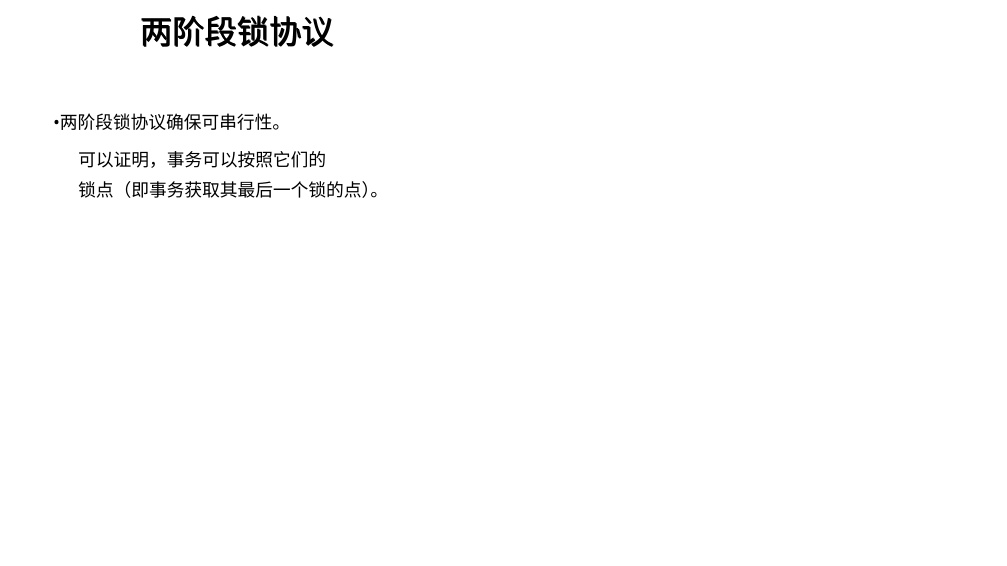 两阶段锁协议
•两阶段锁协议确保可串行性。
可以证明，事务可以按照它们的
锁点（即事务获取其最后一个锁的点）。